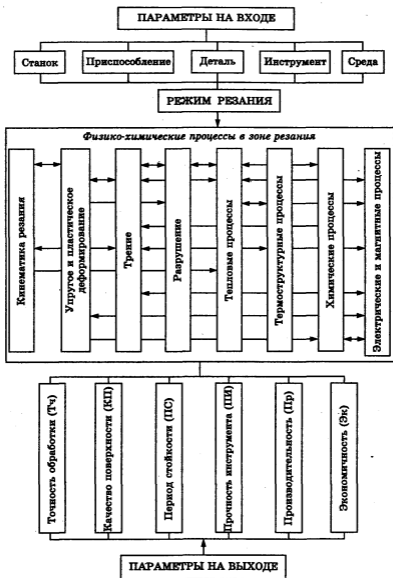 ПАРАМЕТРЫ НА ВХОДЕ
Станок
Приспособление
Деталь
Инструмент
Среда
РЕЖИМ РЕЗАНИЯ
Физико-химические процессы в зоне резания
Кинематика резания
Упругое и пластическое
деформирование
Трение
Разрушение
Тепловые процессы
Термоструктурные процессы
Химические процессы
Электрические и магнитные процессы
Точность обработки (Тч)
Качество поверхности (КП)
Период стойкости (ПС)
Прочность инструмента (ПИ)
Производительность (Пр)
Экономичность (Эк)
ПАРАМЕТРЫ НА ВЫХОДЕ